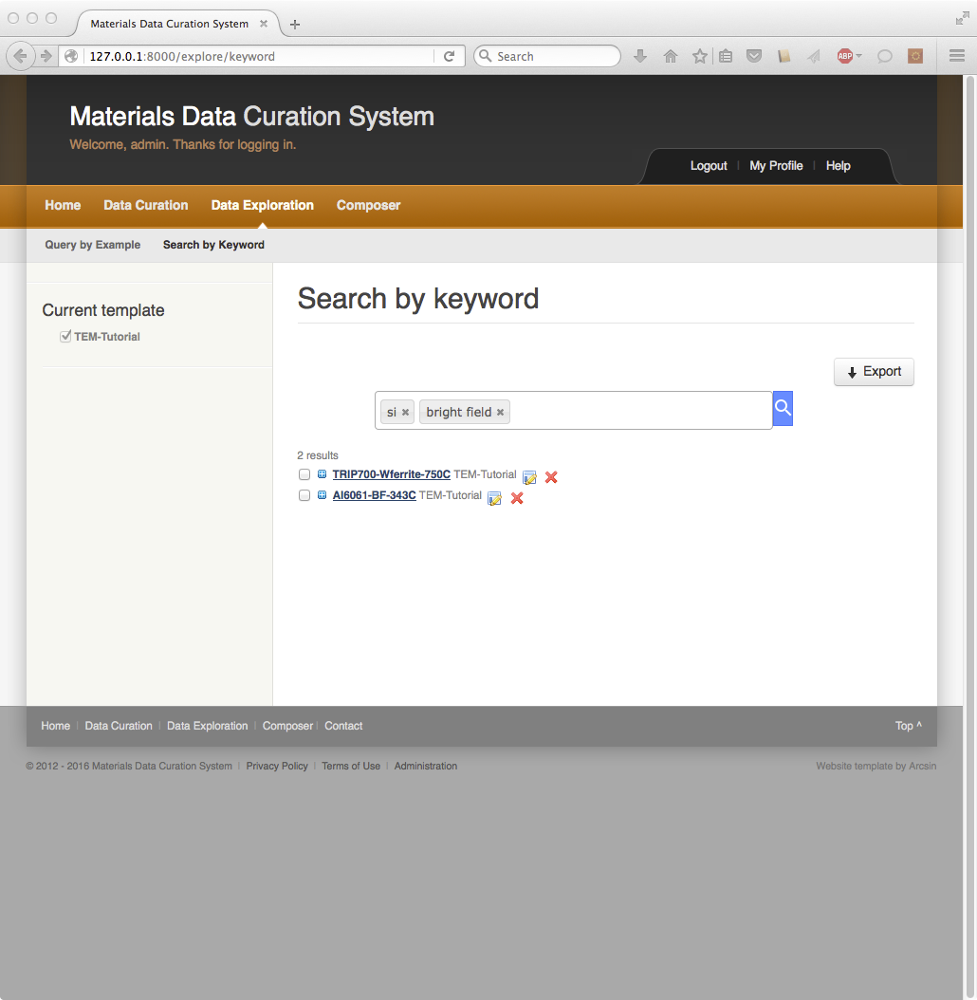 Materials Data Curation System
127.0.0.1:8000/explore/keyword
Search
ABP
Materials Data Curation System
Welcome, admin. Thanks for logging in.
Logout | My Profile | Help
Home Data Curation Data Exploration Composer
Query by Example Search by Keyword
Current template
TEM-Tutorial
Search by keyword
Export
si bright field
2 results
TRIP700-Wferrite-750C TEM-Tutorial
Al6061-BF-343C TEM-Tutorial
Home | Data Curation | Data Exploration | Composer | Contact
Top ^
© 2012 - 2016 Materials Data Curation System | Privacy Policy | Terms of Use | Administration
Website template by Arcsin